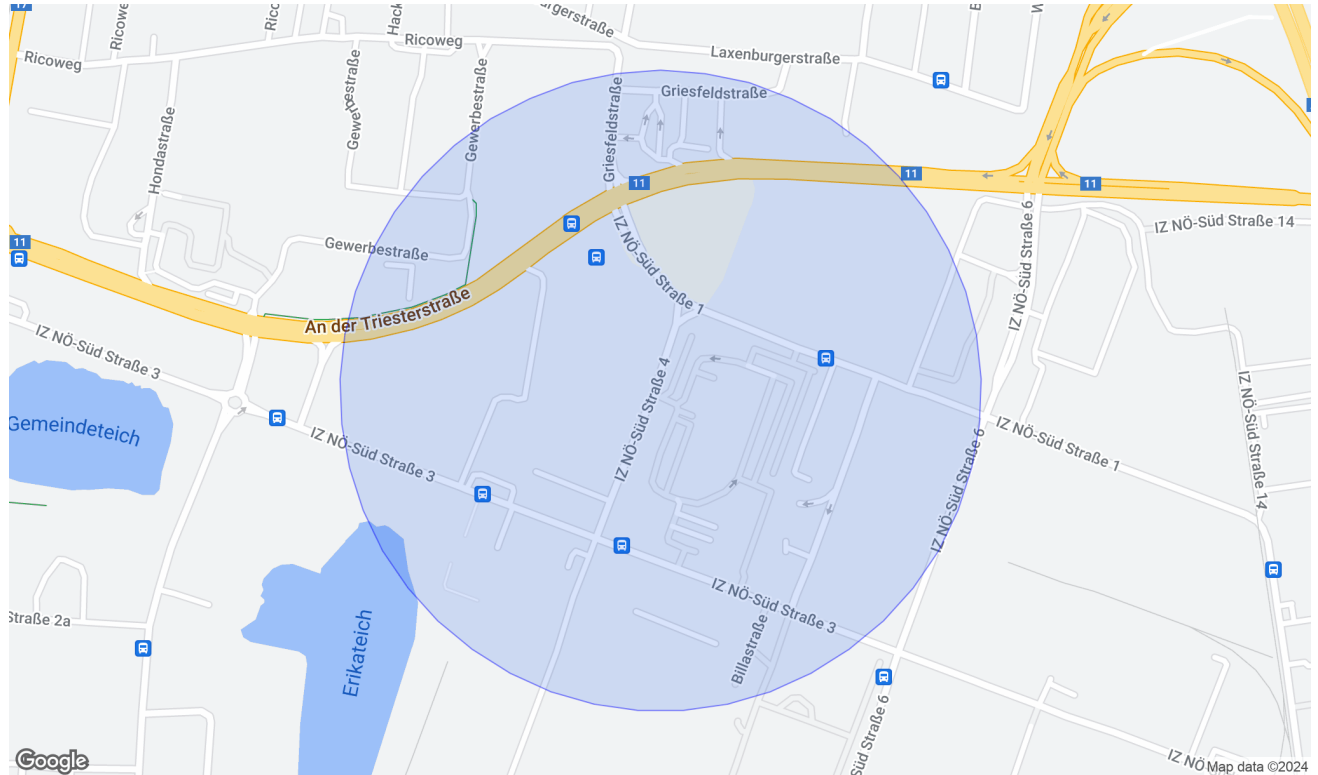 17
Ricoweg
Ricoweg
Gewerbestraße
Hondastraße
Gewerbestraße
Ricoweg
Laxenburgerstraße
Griesfeldstraße
Griesfeldstraße
11
11
11
11
IZ NÖ-Süd Straße 14
IZ NÖ-Süd Straße 6
Gewerbestraße
IZ NÖ-Süd Straße 1
An der Triesterstraße
IZ NÖ-Süd Straße 3
IZ NÖ-Süd Straße 4
IZ NÖ-Süd Straße 14
Gemeindeteich
IZ NÖ-Süd Straße 3
IZ NÖ-Süd Straße 1
IZ NÖ-Süd Straße 6
IZ NÖ-Süd Straße 3
Straße 2a
Erikateich
Billastraße
Süd Straße 6
IZ NÖ
Google
Map data ©2024